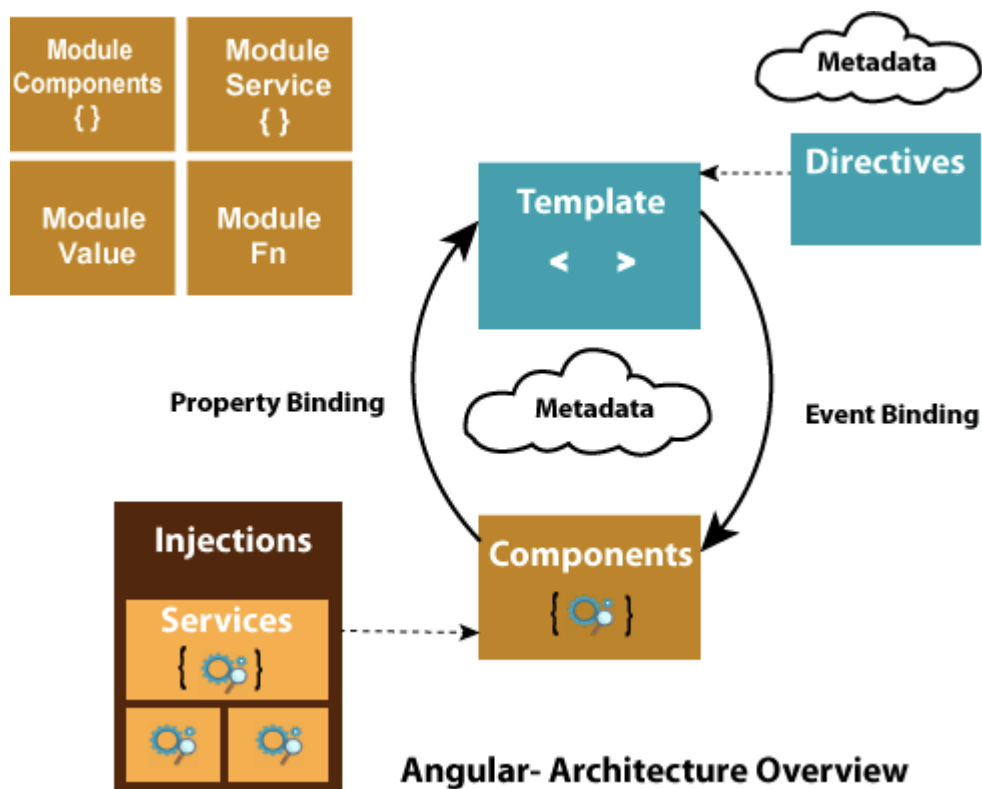 Module
Components
{ }
Module
Service
{ }
Module
Value
Module
Fn
Metadata
Directives
Template
< >
Property Binding
Metadata
Event Binding
Injections
Services
{ }
Components
{ }
Angular- Architecture Overview